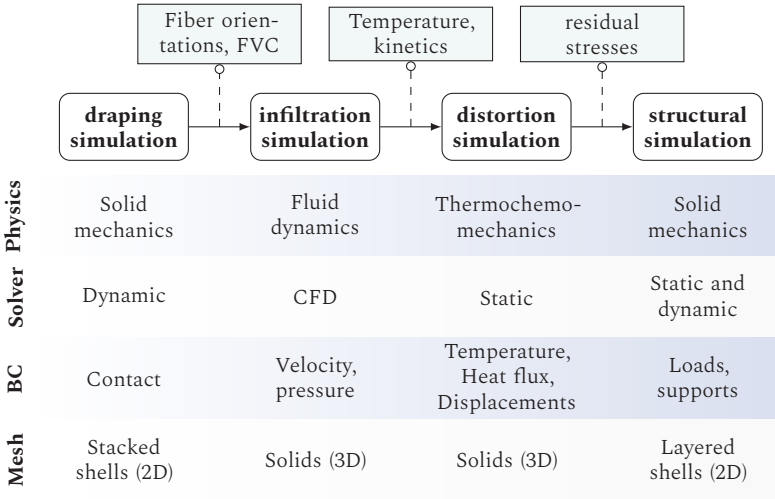 Fiber orien-
tations, FVC
Temperature,
kinetics
residual
stresses
draping
simulation
infiltration
simulation
distortion
simulation
structural
simulation
Physics
Solid
mechanics
Fluid
dynamics
Thermochemo-
mechanics
Solid
mechanics
Solver
Dynamic
CFD
Static
Static and
dynamic
BC
Contact
Velocity,
pressure
Temperature,
Heat flux,
Displacements
Loads,
supports
Mesh
Stacked
shells (2D)
Solids (3D)
Solids (3D)
Layered
shells (2D)